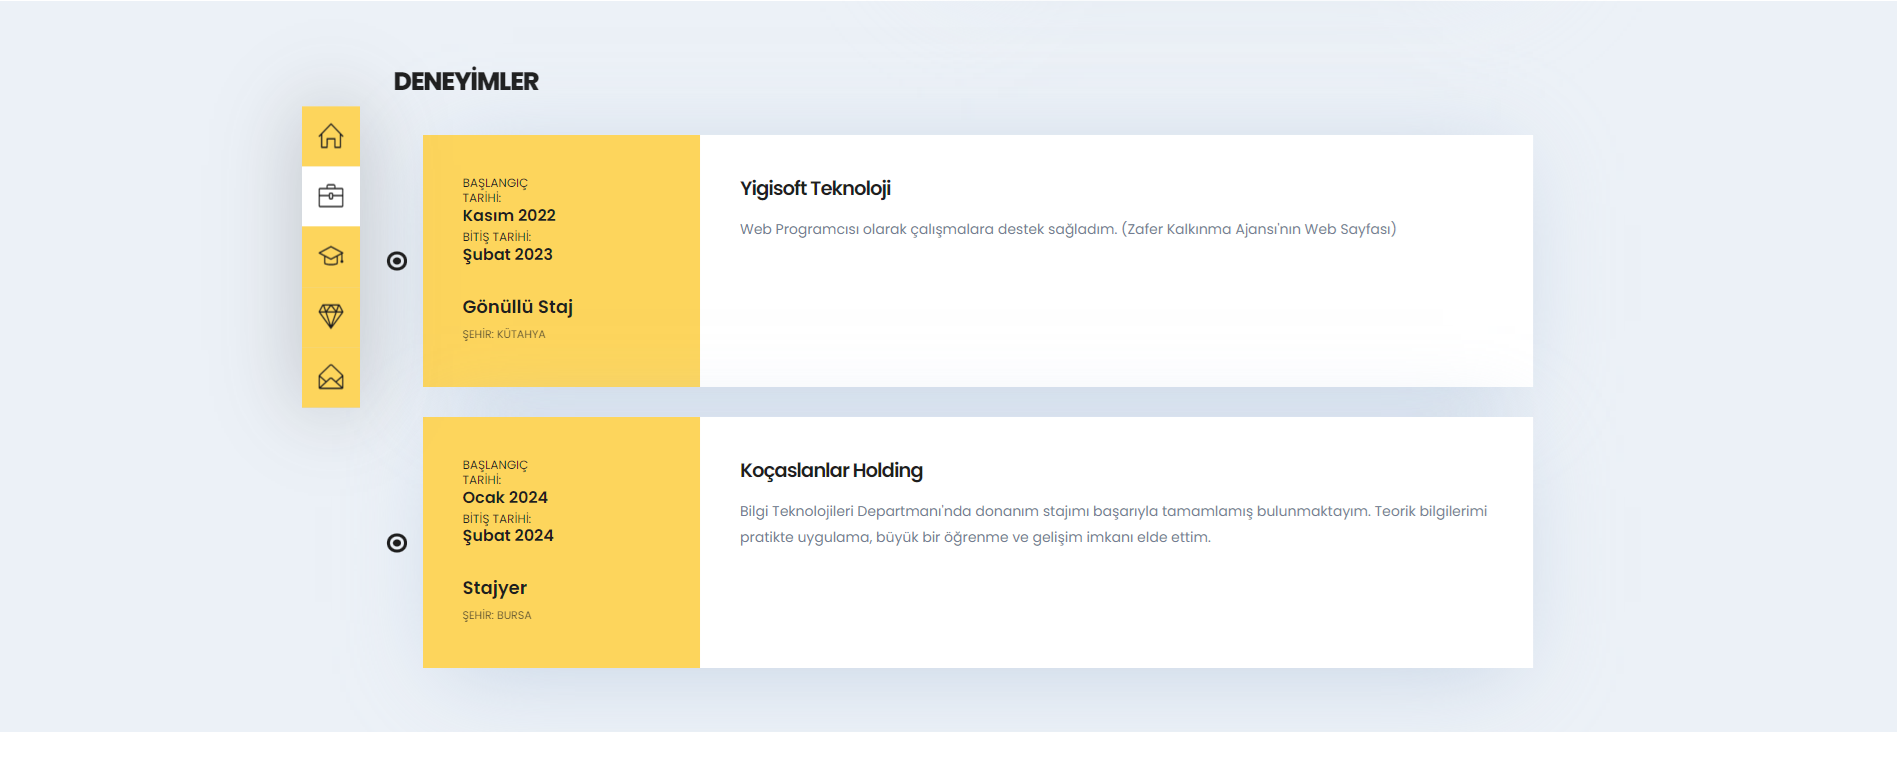 DENEYİMLER
BAŞLANGIÇ
TARİHİ:
Kasım 2022
BİTİŞ TARİHİ:
Şubat 2023
Gönüllü Staj
ŞEHİR: KÜTAHYA
Yigisoft Teknoloji
Web Programcısı olarak çalışmalara destek sağladım. (Zafer Kalkınma Ajansı'nın Web Sayfası)
BAŞLANGIÇ
TARİHİ:
Ocak 2024
BİTİŞ TARİHİ:
Şubat 2024
Stajyer
ŞEHİR: BURSA
Koçaslanlar Holding
Bilgi Teknolojileri Departmanı'nda donanım stajımı başarıyla tamamlamış bulunmaktayım. Teorik bilgilerimi
pratikte uygulama, büyük bir öğrenme ve gelişim imkanı elde ettim.